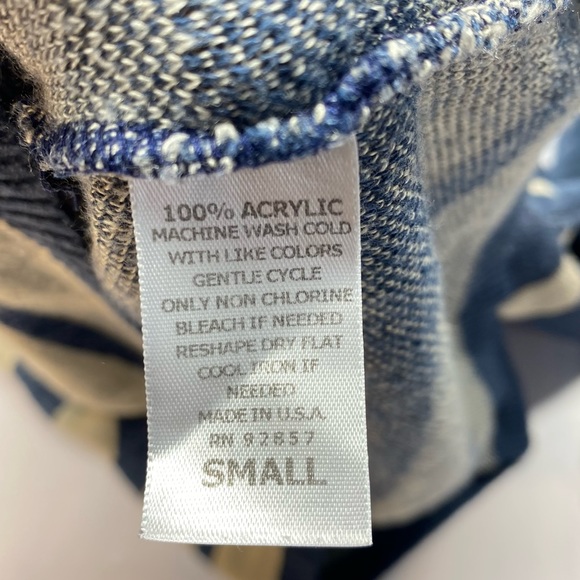 100% ACRYLIC
MACHINE WASH COLD
WITH LIKE COLORS
GENTLE CYCLE
ONLY NON CHLORINE
BLEACH IF NEEDED
RESHAPE DRY FLAT
COOL IRON IF
NEEDED
MADE IN U.S.A.
RN 92857
SMALL